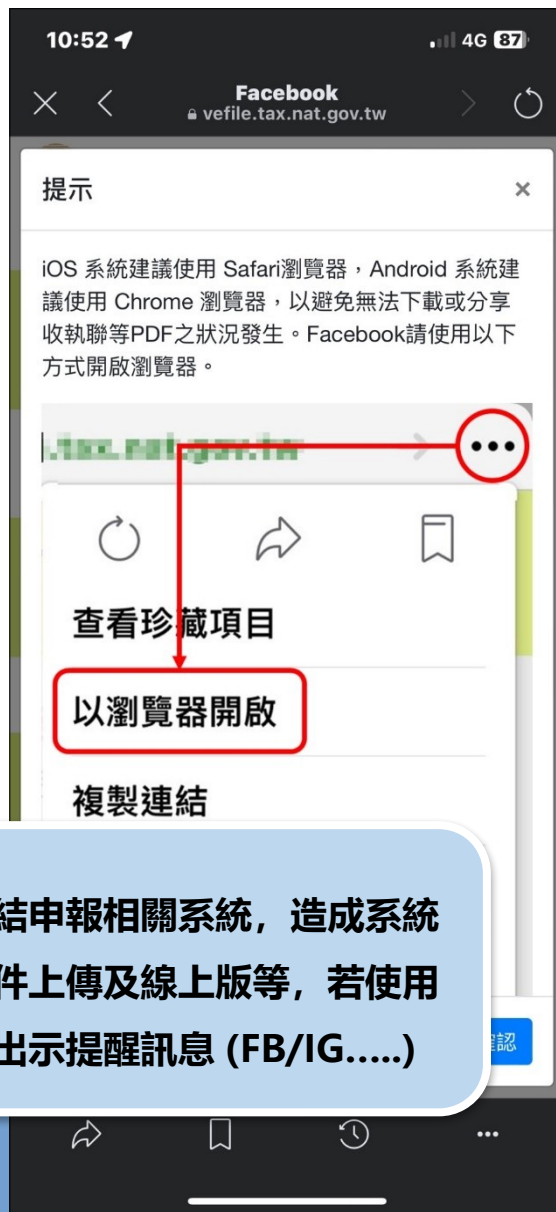 10:52
4G 87
Facebook
vefile.tax.nat.gov.tw
提示
×
iOS 系統建議使用 Safari瀏覽器，Android 系統建
議使用 Chrome 瀏覽器，以避免無法下載或分享
收執聯等PDF之狀況發生。Facebook請使用以下
方式開啟瀏覽器。
.tax.nat.gov.tw
查看珍藏項目
以瀏覽器開啟
複製連結
結申報相關系統，造成系統
件上傳及線上版等，若使用
出示提醒訊息 (FB/IG…..)
認